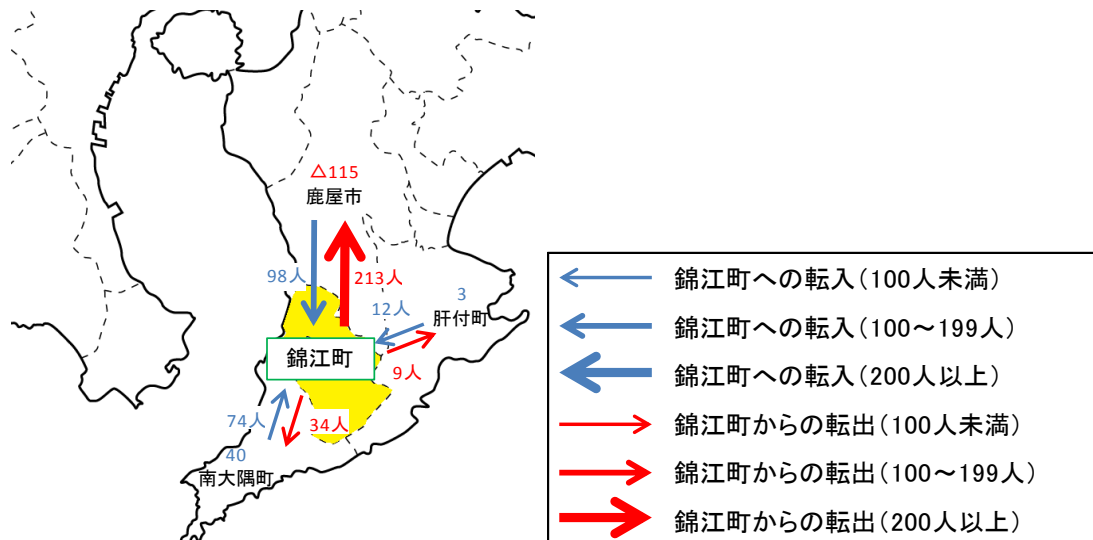 △115
鹿屋市
98人
213人
3
12人
肝付町
錦江町
9人
74人
34人
40
南大隅町
錦江町への転入(100人未満)
錦江町への転入(100～199人)
錦江町への転入(200人以上)
錦江町からの転出(100人未満)
錦江町からの転出(100～199人)
錦江町からの転出(200人以上)